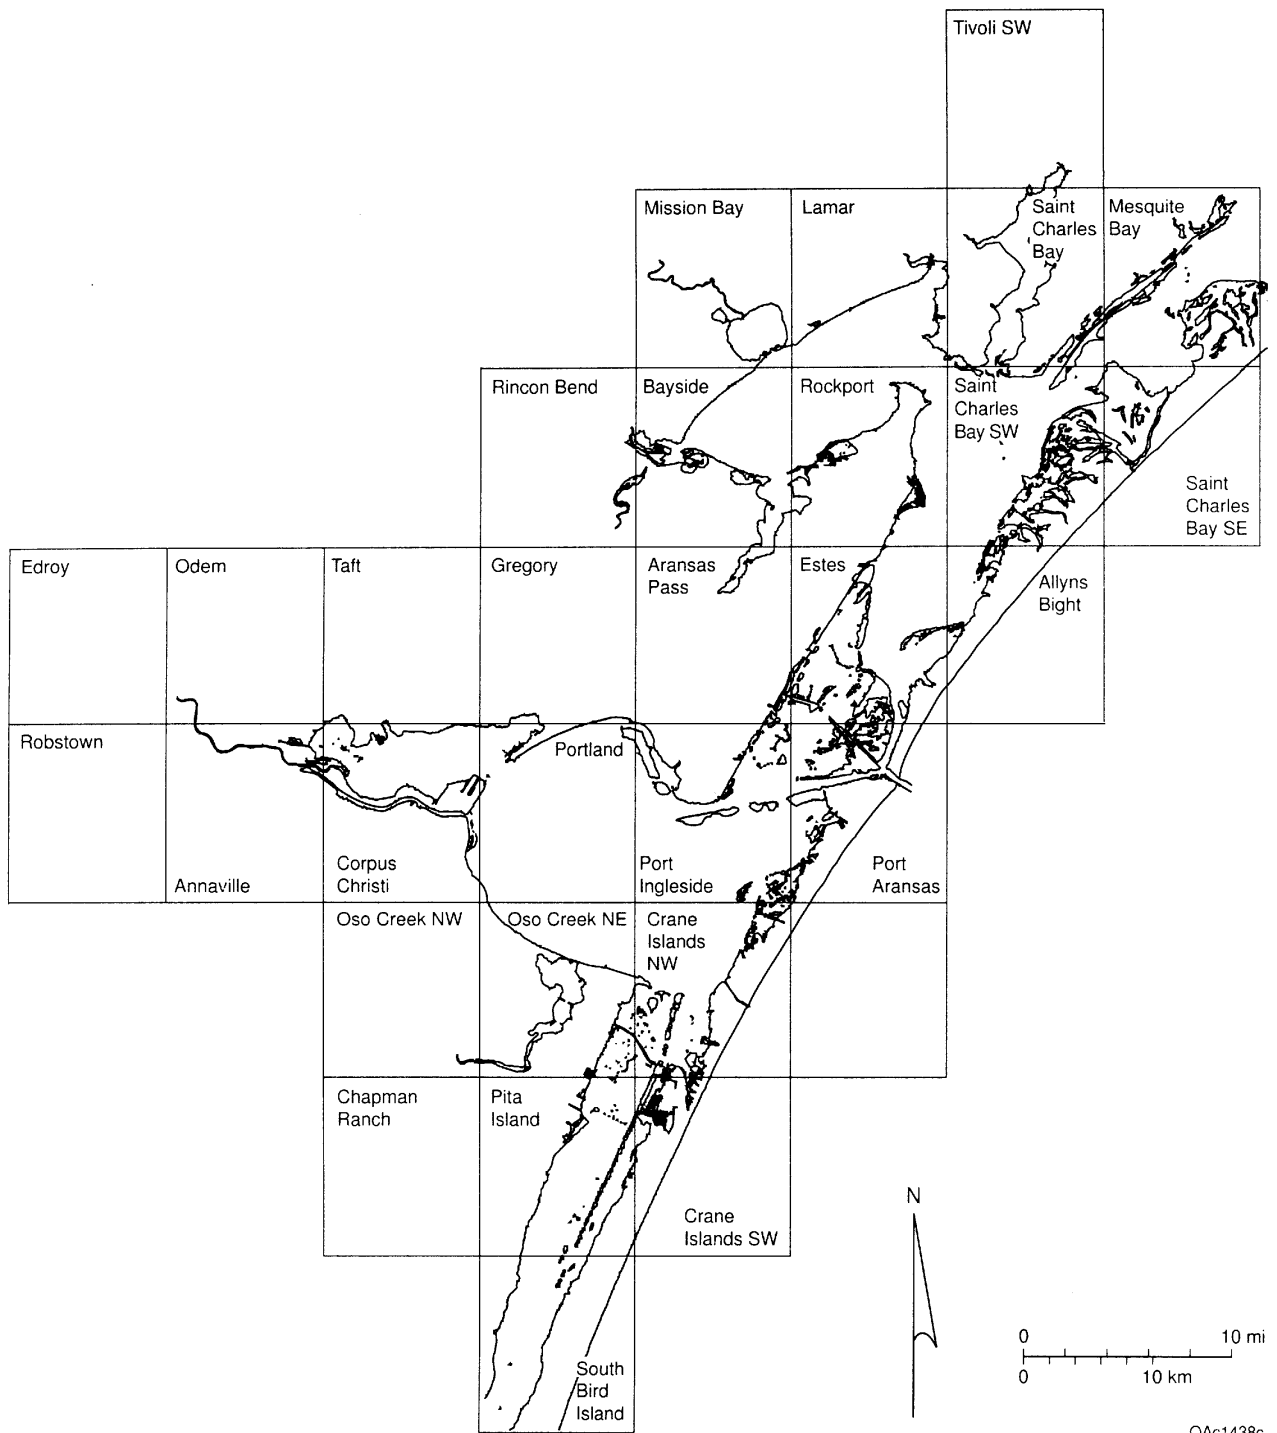 Tivoli SW
Mission Bay
Lamar
Saint
Charles
Bay
Mesquite
Bay
Rincon Bend
Bayside
Rockport
Saint
Charles
Bay SW
Saint
Charles
Bay SE
Edroy
Odem
Taft
Gregory
Aransas
Pass
Estes
Allyns
Bight
Robstown
Portland
Annaville
Corpus
Christi
Port
Ingleside
Port
Aransas
Oso Creek NW
Oso Creek NE
Crane
Islands
NW
Chapman
Ranch
Pita
Island
Crane
Islands SW
South
Bird
Island
N
0 10 mi
0 10 km
QAc1438c